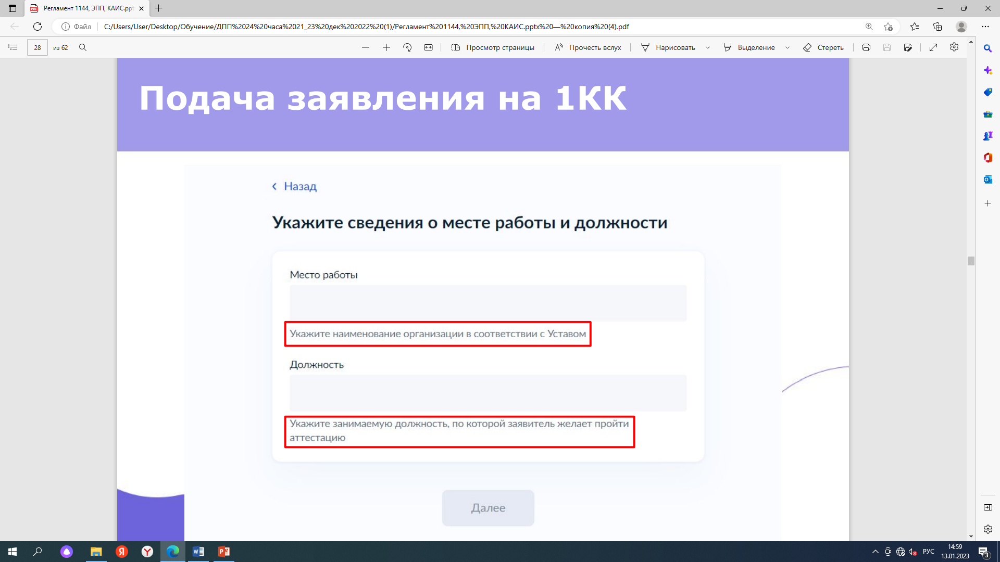 Регламент 1144, ЭПП, КАИС.ppt
Файл
C:/Users/User/Desktop/Обучение/ДПП%2024%20часа%2021_23%20дек%202022%20(1)/Регламент%201144,%20ЭПП,%20КАИС.pptx%20—%20копия%20(4).pdf
28 из 62
Просмотр страницы
Прочесть вслух
Нарисовать
Выделение
Стереть
Подача заявления на 1КК
Назад
Укажите сведения о месте работы и должности
Место работы
Укажите наименование организации в соответствии с Уставом
Должность
Укажите занимаемую должность, по которой заявитель желает пройти
аттестацию
Далее
РУС
14:59
13.01.2023
3